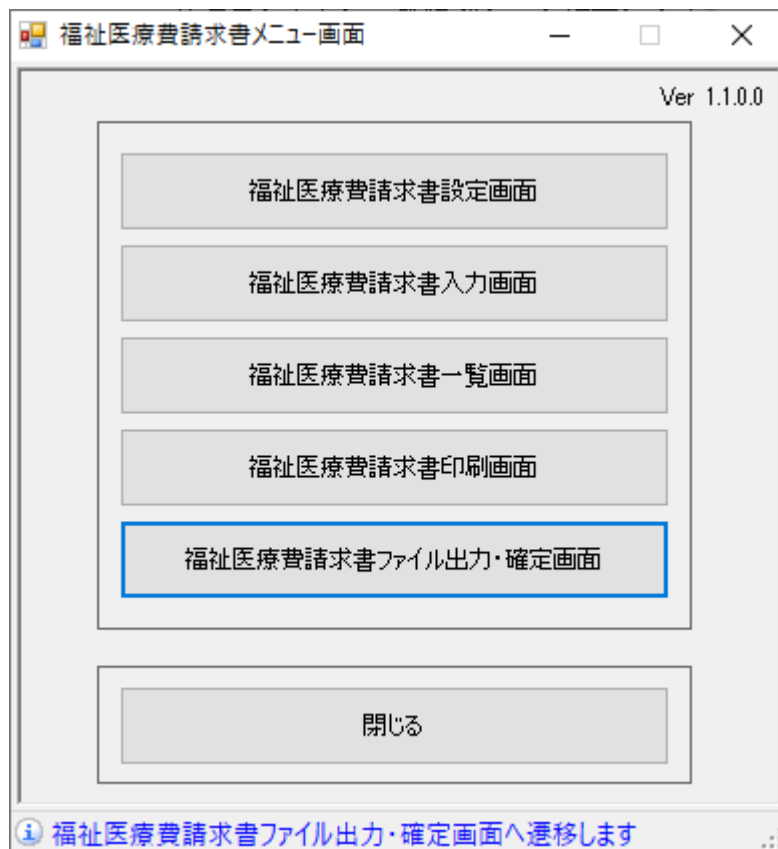 福祉医療費請求書メニュー画面
Ver 1.1.0.0
福祉医療費請求書設定画面
福祉医療費請求書入力画面
福祉医療費請求書一覧画面
福祉医療費請求書印刷画面
福祉医療費請求書ファイル出力・確定画面
閉じる
福祉医療費請求書ファイル出力・確定画面へ遷移します